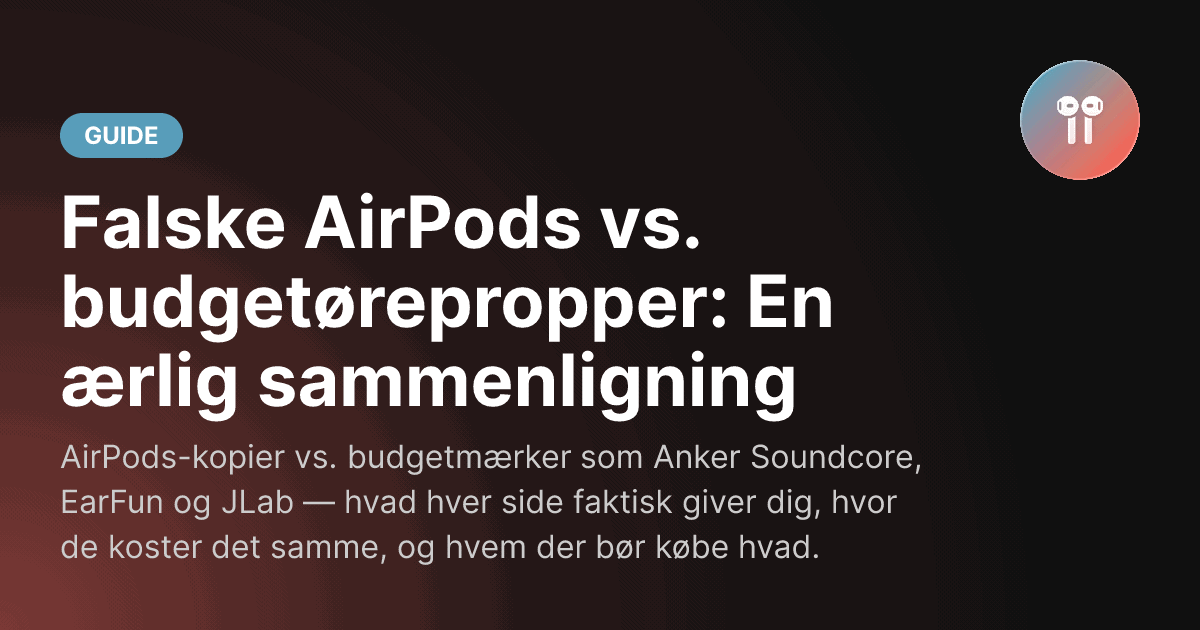 GUIDE
Falske AirPods vs.
budgetørepropper: En
ærlig sammenligning
AirPods-kopier vs. budgetmærker som Anker Soundcore,
EarFun og JLab — hvad hver side faktisk giver dig, hvor
de koster det samme, og hvem der bør købe hvad.